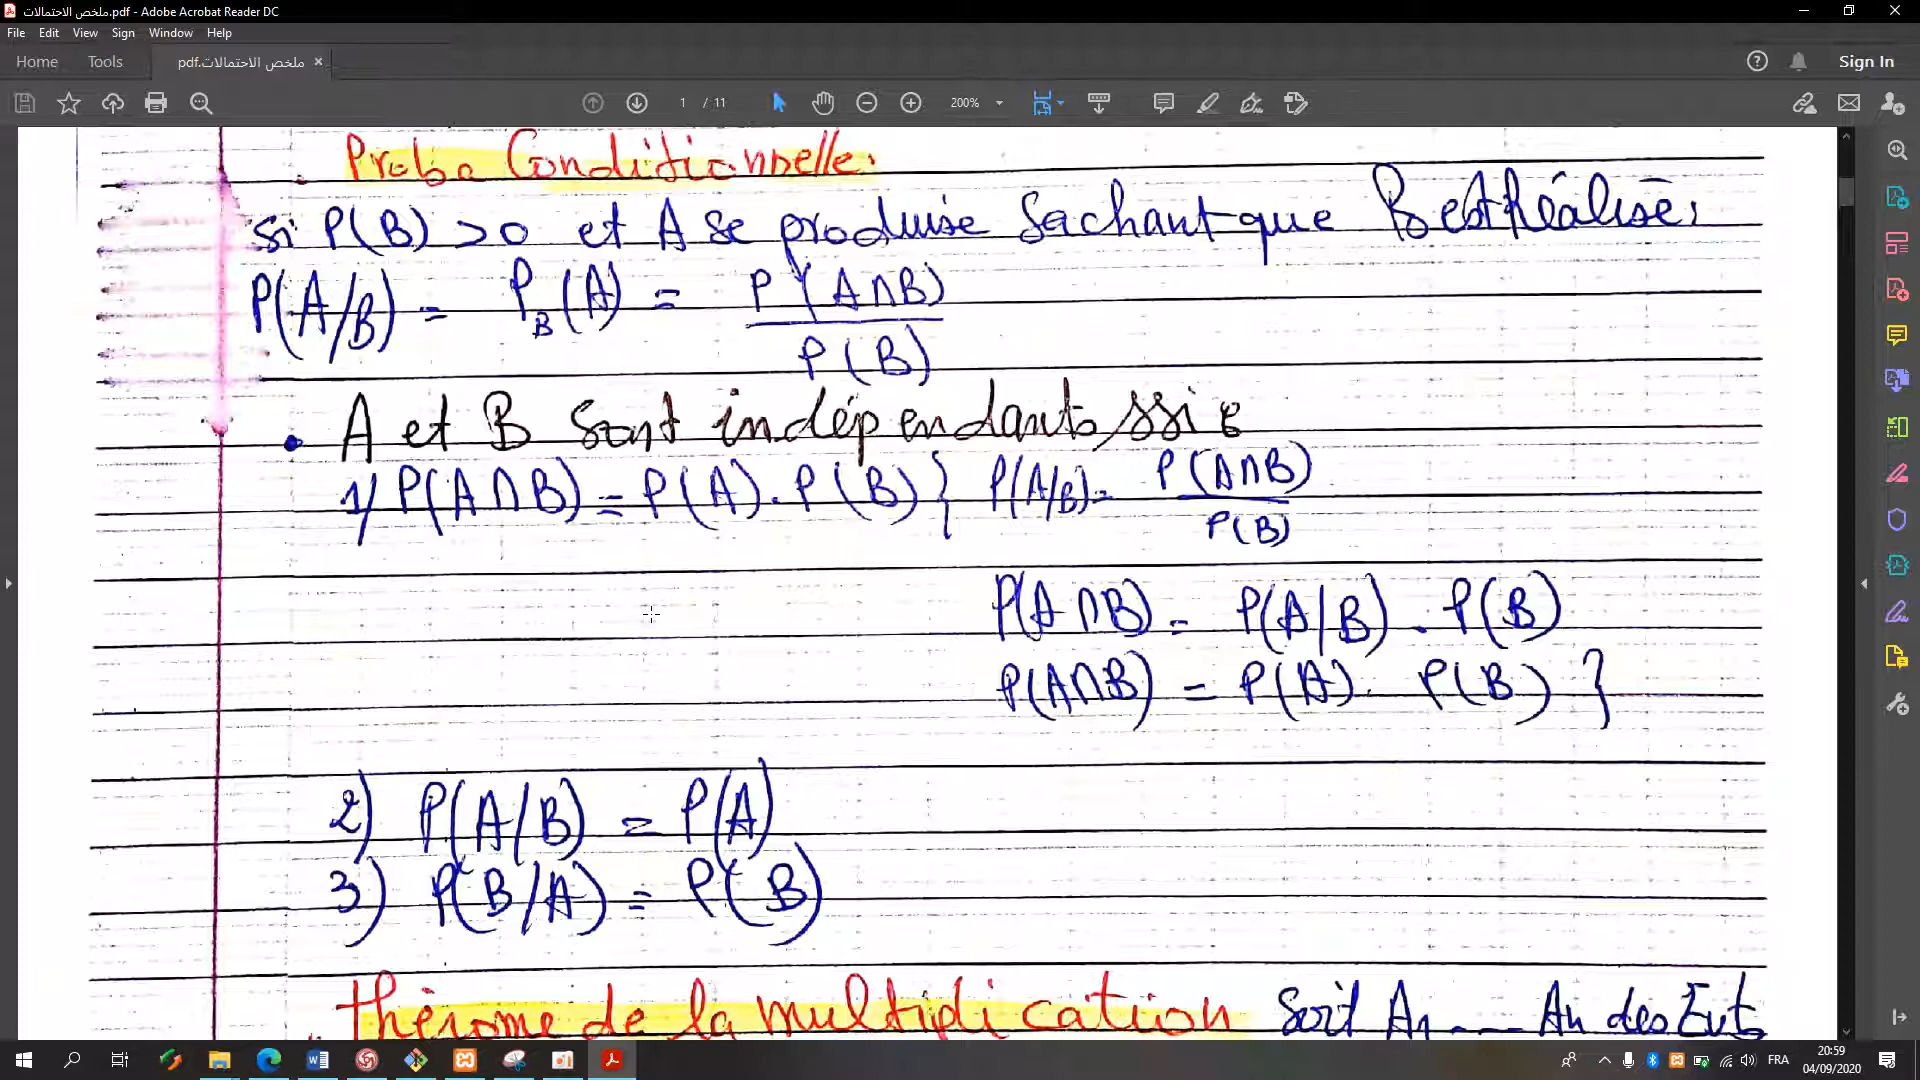 ملخص الاحتمالات.pdf - Adobe Acrobat Reader DC
File Edit View Sign Window Help
Home Tools ملخص الاحتمالات.pdf × Sign In
1 / 11 200%
Proba Conditionnelle.
si P(B) >0 et A se produise sachant que B est réalisé,
P(A/B) = P_B(A) = P(A∩B) / P(B)
• A et B sont indépendants, ssi :
1/ P(A∩B) = P(A).P(B) } P(A/B) = P(A∩B) / P(B)
P(A∩B) = P(A/B) . P(B)
P(A∩B) = P(A). P(B) }
2) P(A/B) = P(A)
3) P(B/A) = P(B)
. thérome de la multiplication soit A1 --- An des Evts
FRA 20:59
04/09/2020